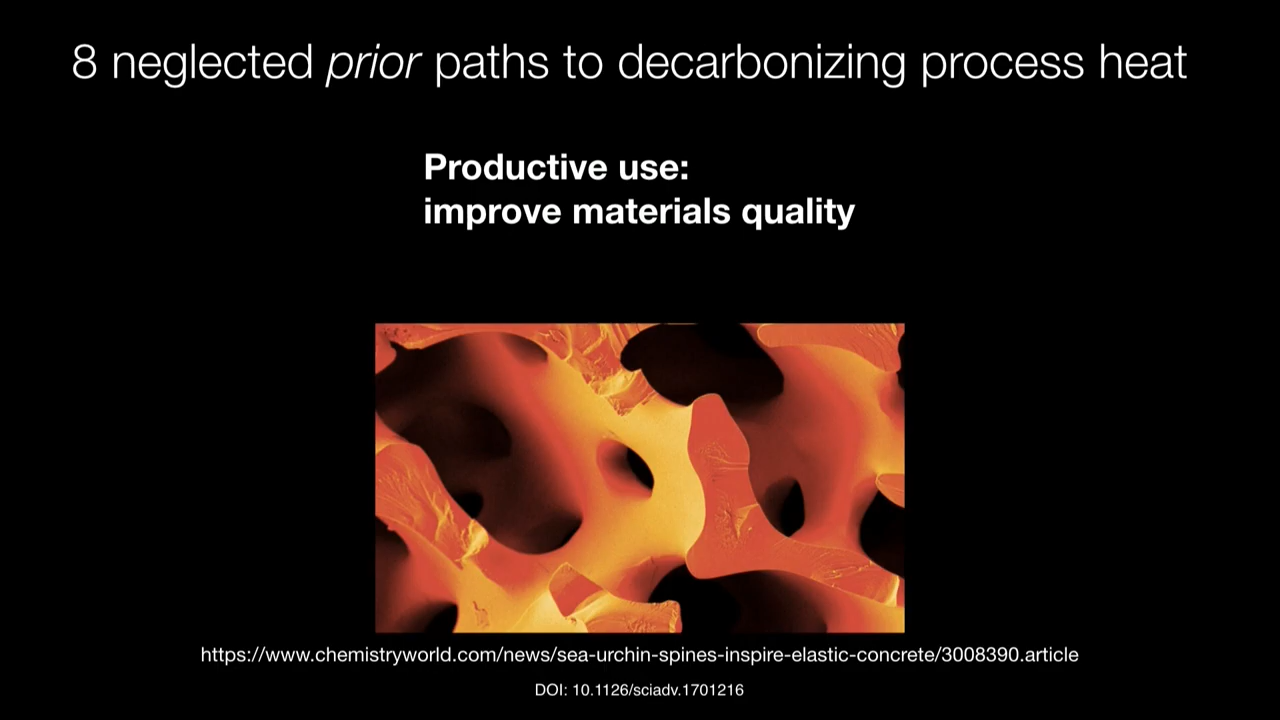 8 neglected prior paths to decarbonizing process heat
Productive use:
improve materials quality
https://www.chemistryworld.com/news/sea-urchin-spines-inspire-elastic-concrete/3008390.article
DOI: 10.1126/sciadv.1701216